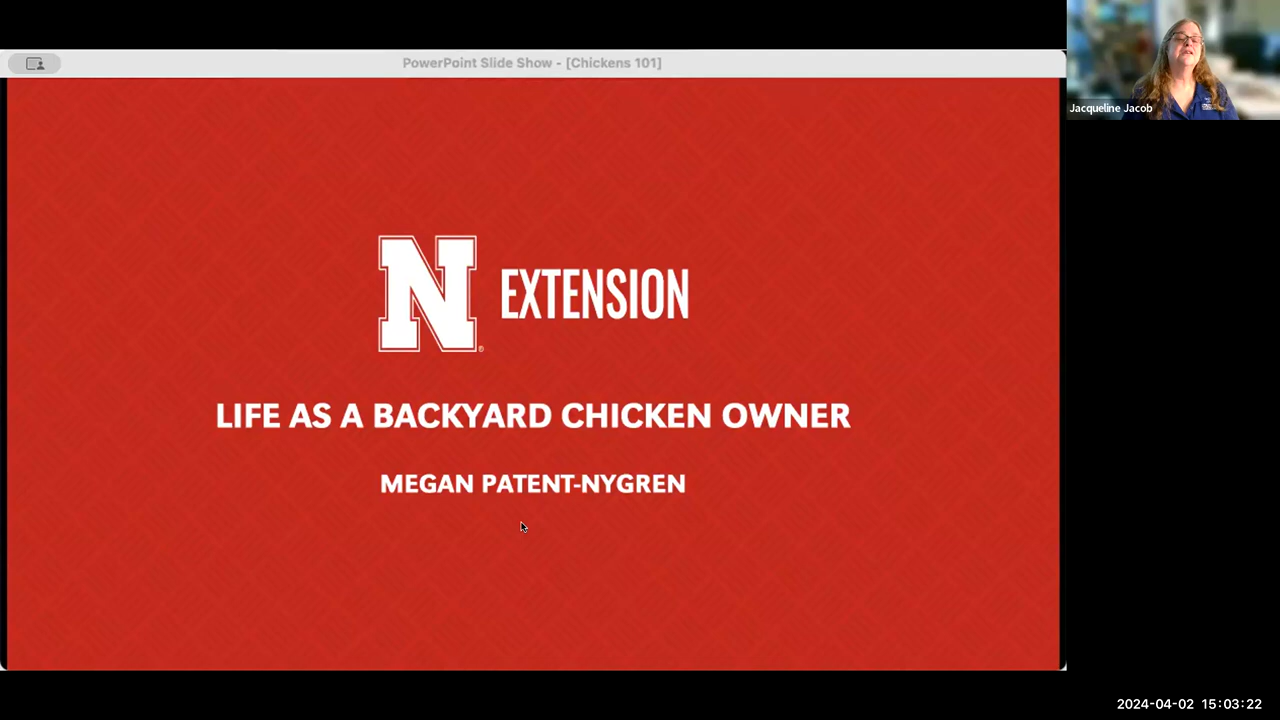 PowerPoint Slide Show - [Chickens 101]
Jacqueline Jacob
N EXTENSION
®
LIFE AS A BACKYARD CHICKEN OWNER
MEGAN PATENT-NYGREN
2024-04-02 15:03:22